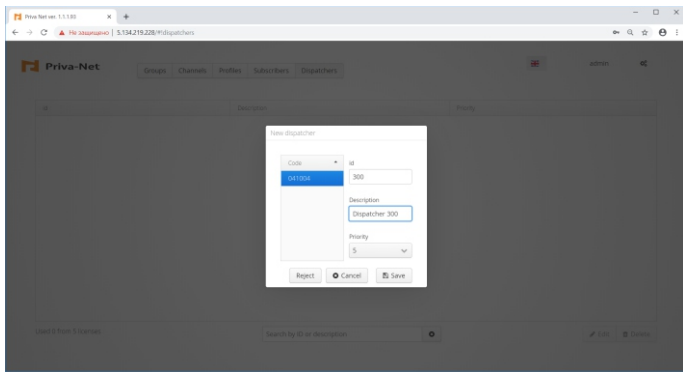 Priva Net ver. 1.1.1.93
Не защищено | 5.134.219.228/#!dispatchers
Priva-Net
Groups Channels Profiles Subscribers Dispatchers
admin
Id Description Priority
New dispatcher
Code
041004
Id
300
Description
Dispatcher 300
Priority
5
Reject Cancel Save
Search by ID or description
Edit Delete